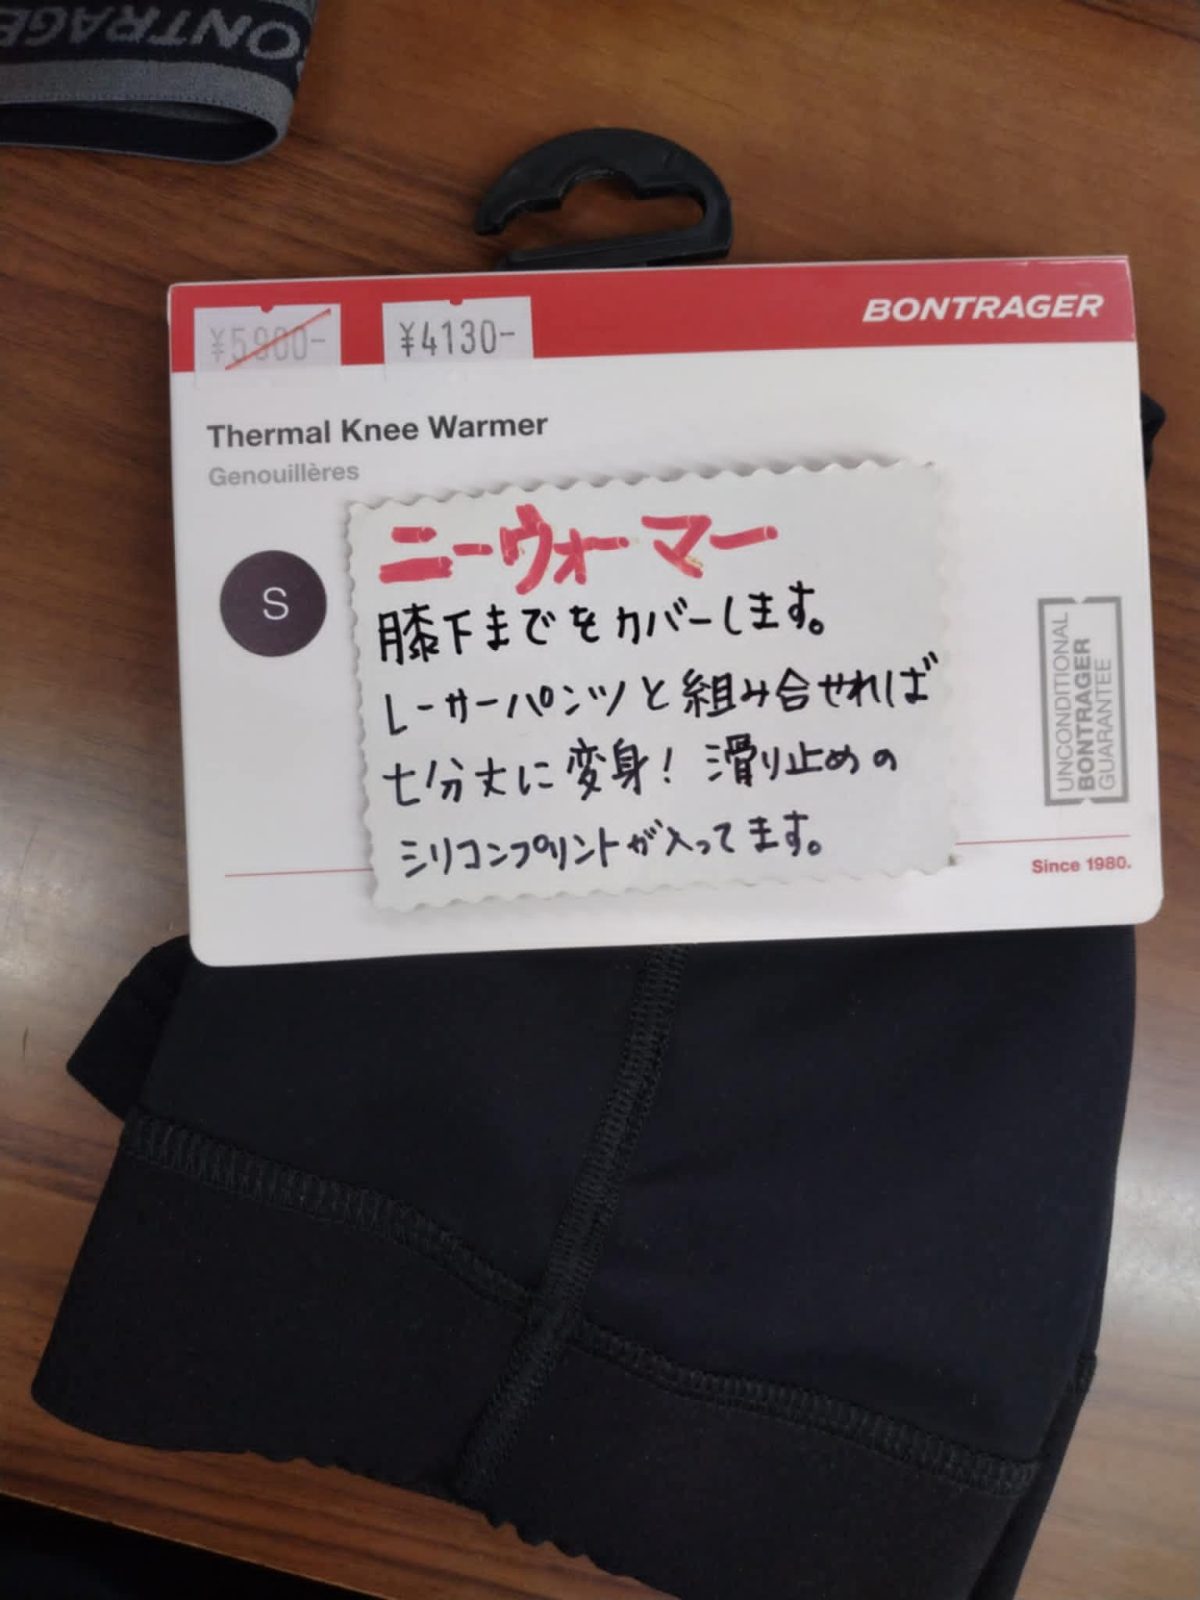 BONTRAGER
¥5900-
¥4130-
BONTRAGER
Thermal Knee Warmer
Genouillères
S
ニーウォーマー
膝下までをカバーします。
レーサーパンツと組み合せれば
七分丈に変身! 滑り止めの
シリコンプリントが入ってます。
UNCONDITIONAL
BONTRAGER
GUARANTEE
Since 1980.